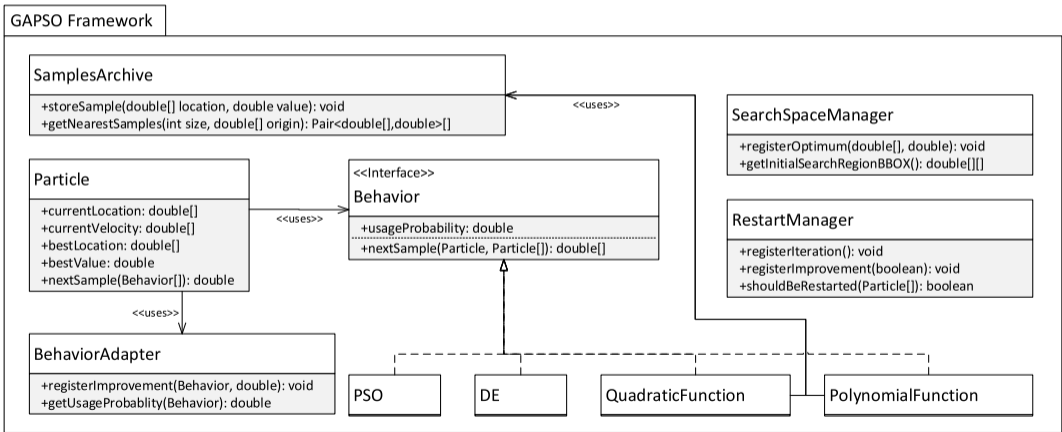 GAPSO Framework
SamplesArchive
+storeSample(double[] location, double value): void
+getNearestSamples(int size, double[] origin): Pair<double[],double>[]
<<uses>>
SearchSpaceManager
+registerOptimum(double[], double): void
+getInitialSearchRegionBBOX(): double[][]
Particle
+currentLocation: double[]
+currentVelocity: double[]
+bestLocation: double[]
+bestValue: double
+nextSample(Behavior[]): double
<<uses>>
<<Interface>>
Behavior
+usageProbability: double
+nextSample(Particle, Particle[]): double[]
RestartManager
+registerIteration(): void
+registerImprovement(boolean): void
+shouldBeRestarted(Particle[]): boolean
<<uses>>
BehaviorAdapter
+registerImprovement(Behavior, double): void
+getUsageProbablity(Behavior): double
PSO
DE
QuadraticFunction
PolynomialFunction